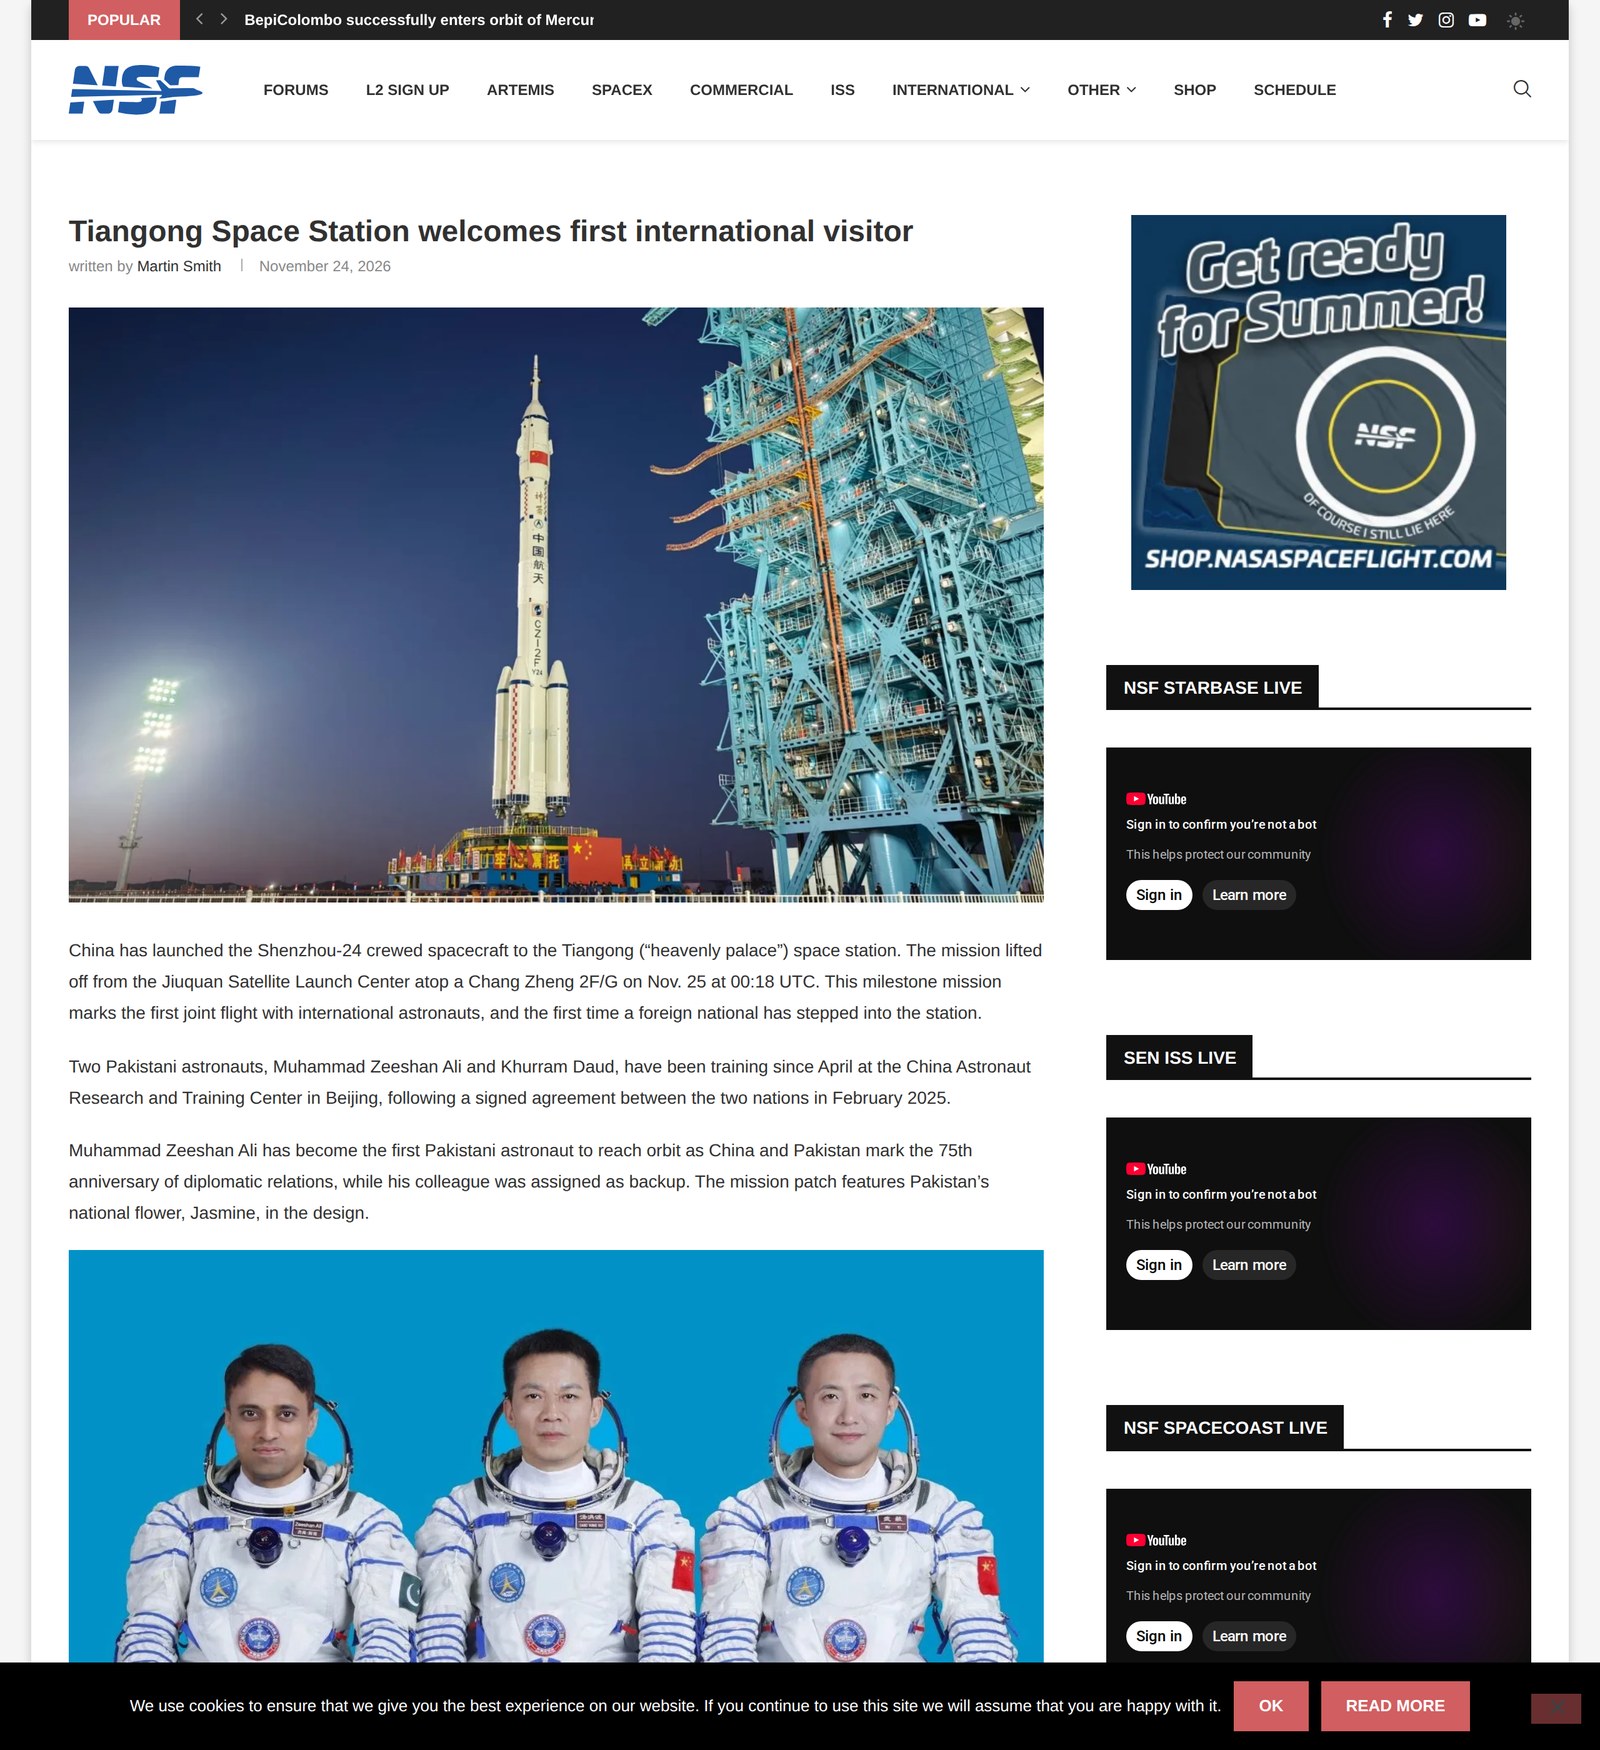 POPULAR
BepiColombo successfully enters orbit of Mercur
NSF
FORUMS
L2 SIGN UP
ARTEMIS
SPACEX
COMMERCIAL
ISS
INTERNATIONAL
OTHER
SHOP
SCHEDULE
Tiangong Space Station welcomes first international visitor
written by Martin Smith
November 24, 2026
中国航天
CZ-2F
Y24
China has launched the Shenzhou-24 crewed spacecraft to the Tiangong (“heavenly palace”) space station. The mission lifted
off from the Jiuquan Satellite Launch Center atop a Chang Zheng 2F/G on Nov. 25 at 00:18 UTC. This milestone mission
marks the first joint flight with international astronauts, and the first time a foreign national has stepped into the station.
Two Pakistani astronauts, Muhammad Zeeshan Ali and Khurram Daud, have been training since April at the China Astronaut
Research and Training Center in Beijing, following a signed agreement between the two nations in February 2025.
Muhammad Zeeshan Ali has become the first Pakistani astronaut to reach orbit as China and Pakistan mark the 75th
anniversary of diplomatic relations, while his colleague was assigned as backup. The mission patch features Pakistan’s
national flower, Jasmine, in the design.
Zeeshan Ali
Get ready
for Summer!
NSF
OF COURSE I STILL LIE HERE
SHOP.NASASPACEFLIGHT.COM
NSF STARBASE LIVE
YouTube
Sign in to confirm you’re not a bot
This helps protect our community
Sign in
Learn more
SEN ISS LIVE
YouTube
Sign in to confirm you’re not a bot
This helps protect our community
Sign in
Learn more
NSF SPACECOAST LIVE
YouTube
Sign in to confirm you’re not a bot
This helps protect our community
Sign in
Learn more
We use cookies to ensure that we give you the best experience on our website. If you continue to use this site we will assume that you are happy with it.
OK
READ MORE